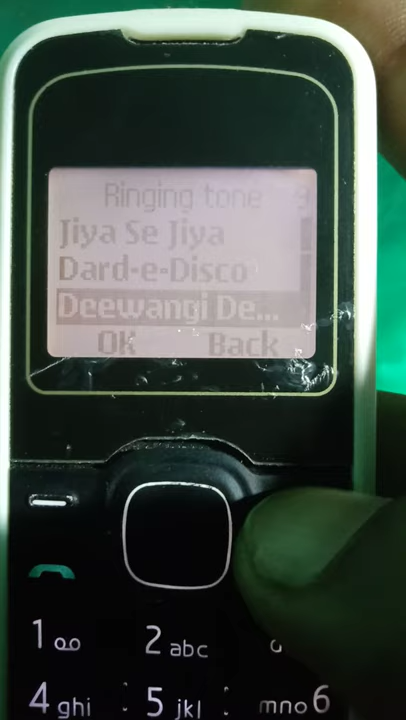 Ringing tone 9
Jiya Se Jiya
Dard-e-Disco
Deewangi De...
Ok Back
1 2 abc
4 ghi 5 jkl mno 6